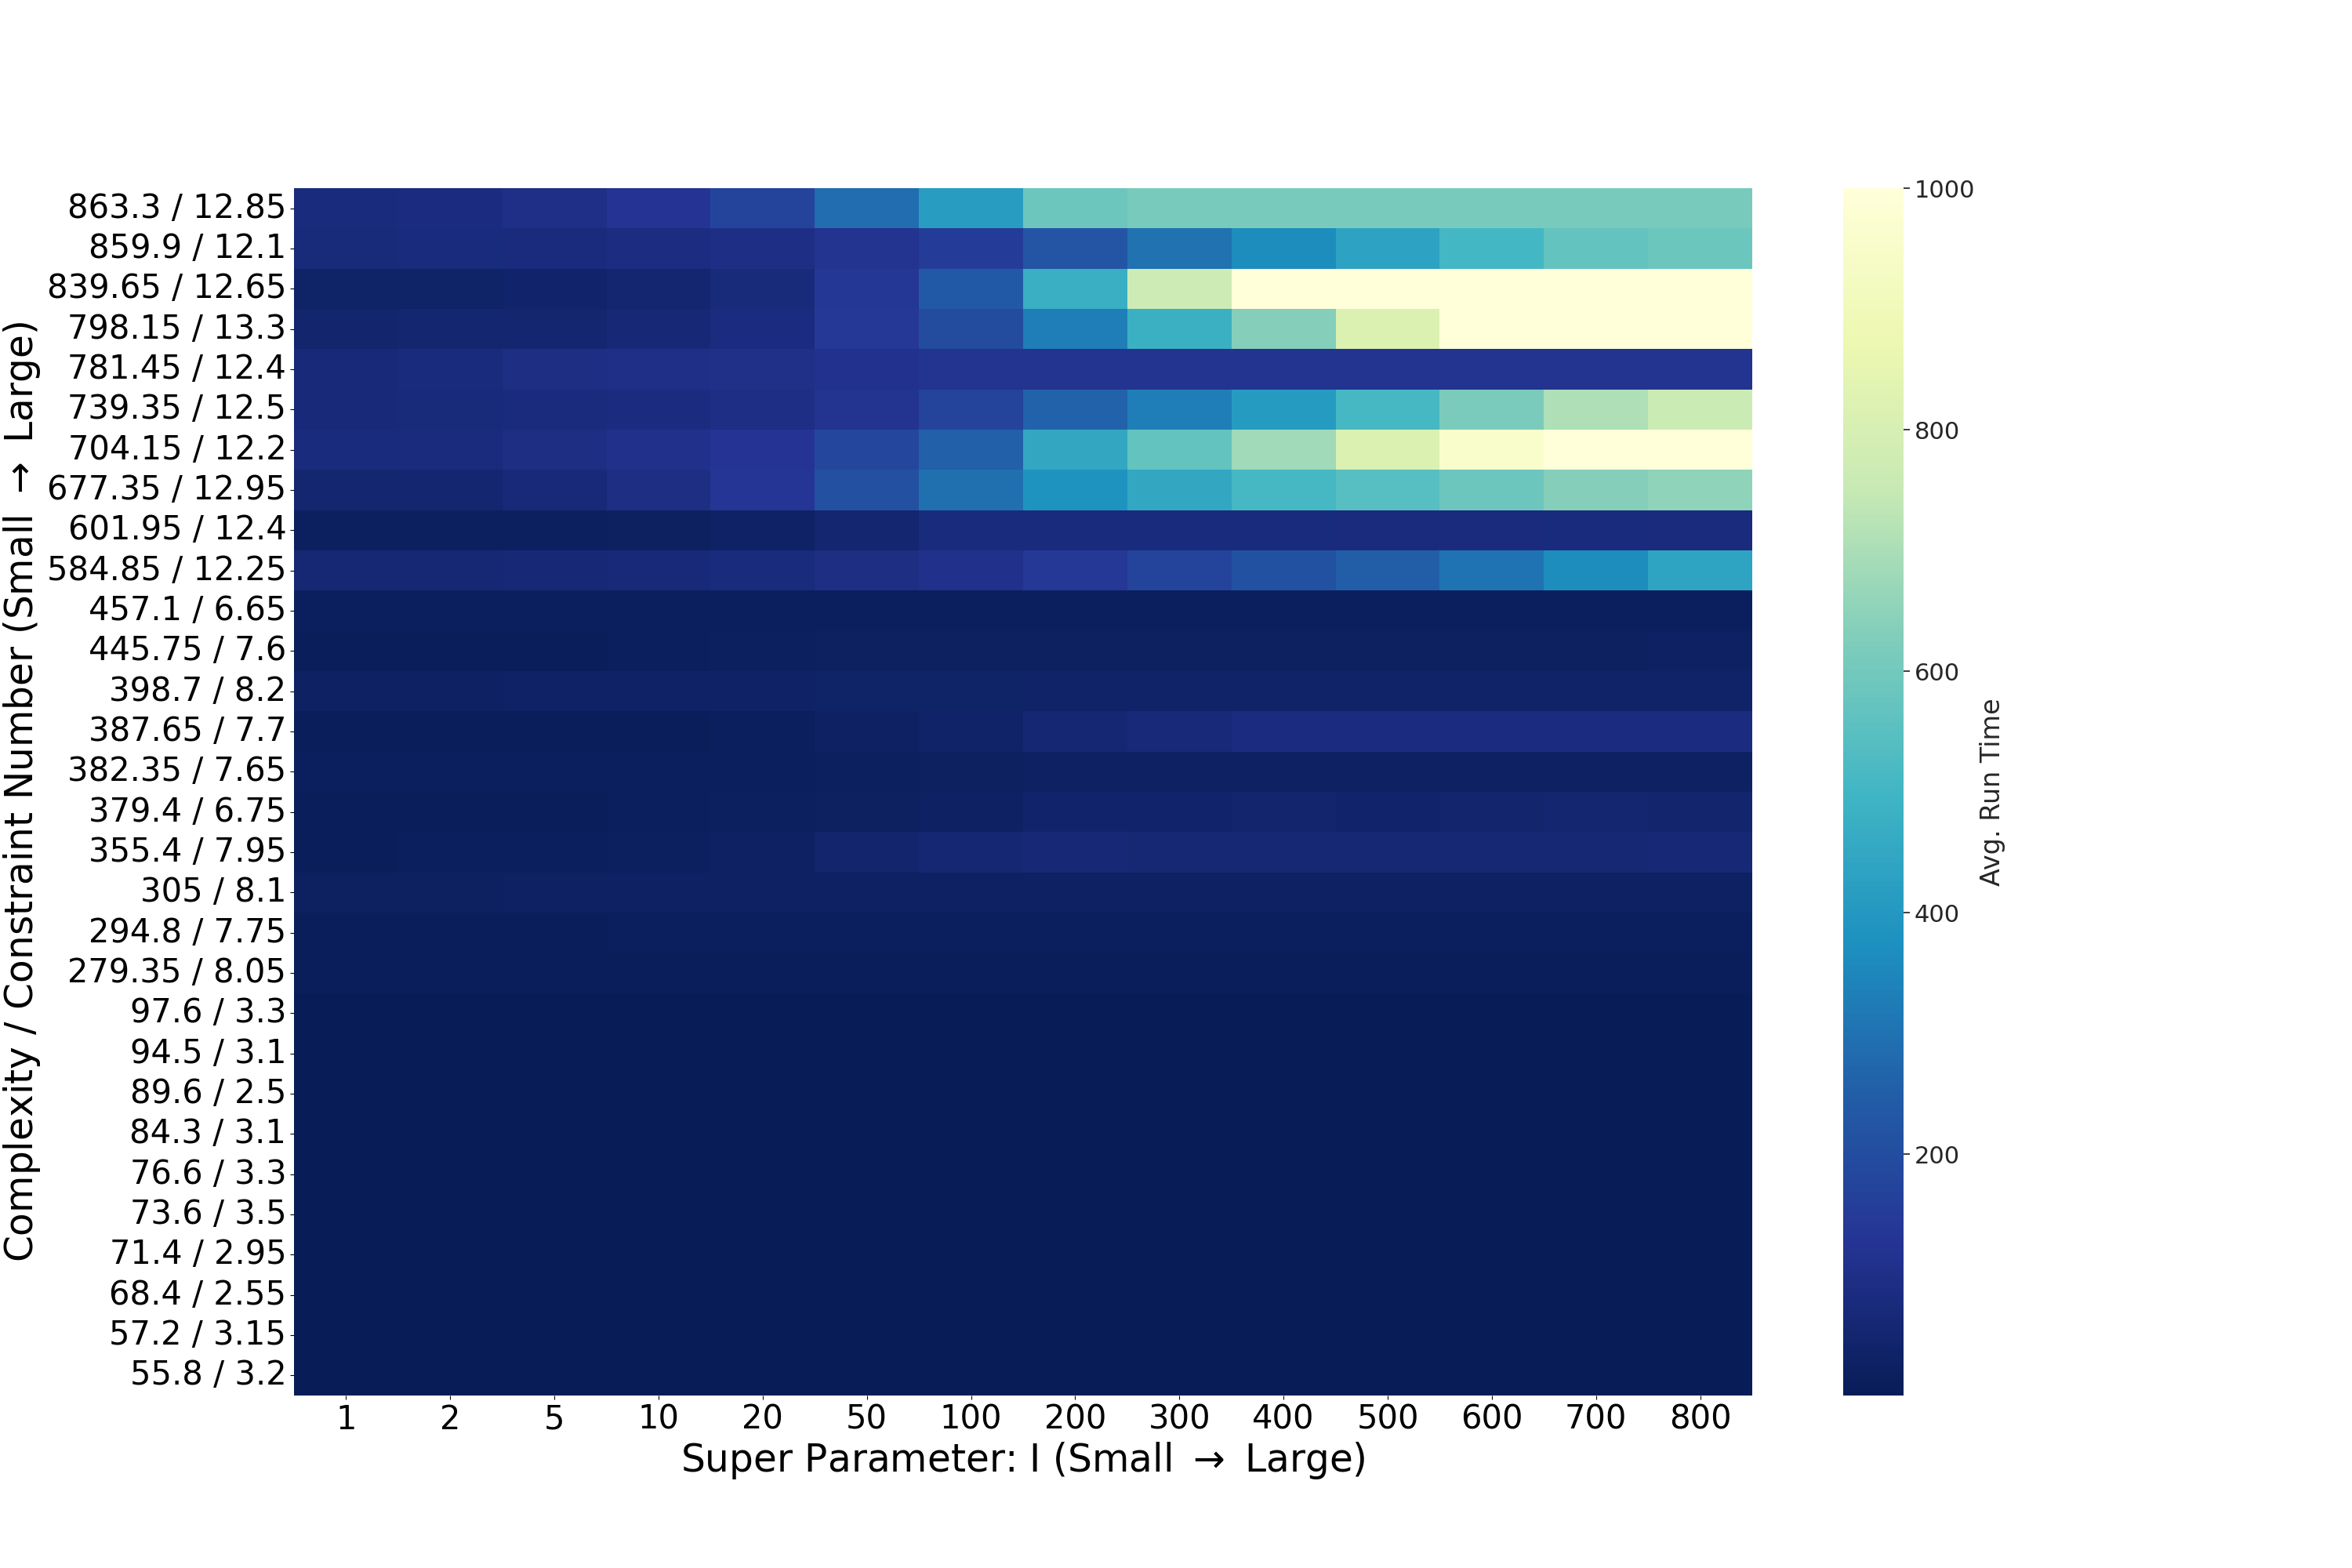 863.3 / 12.85
859.9 / 12.1
839.65 / 12.65
798.15 / 13.3
781.45 / 12.4
739.35 / 12.5
704.15 / 12.2
677.35 / 12.95
601.95 / 12.4
584.85 / 12.25
457.1 / 6.65
445.75 / 7.6
398.7 / 8.2
387.65 / 7.7
382.35 / 7.65
379.4 / 6.75
355.4 / 7.95
305 / 8.1
294.8 / 7.75
279.35 / 8.05
97.6 / 3.3
94.5 / 3.1
89.6 / 2.5
84.3 / 3.1
76.6 / 3.3
73.6 / 3.5
71.4 / 2.95
68.4 / 2.55
57.2 / 3.15
55.8 / 3.2
Complexity / Constraint Number (Small → Large)
1 2 5 10 20 50 100 200 300 400 500 600 700 800
Super Parameter: I (Small → Large)
1000
800
600
400
200
Avg. Run Time